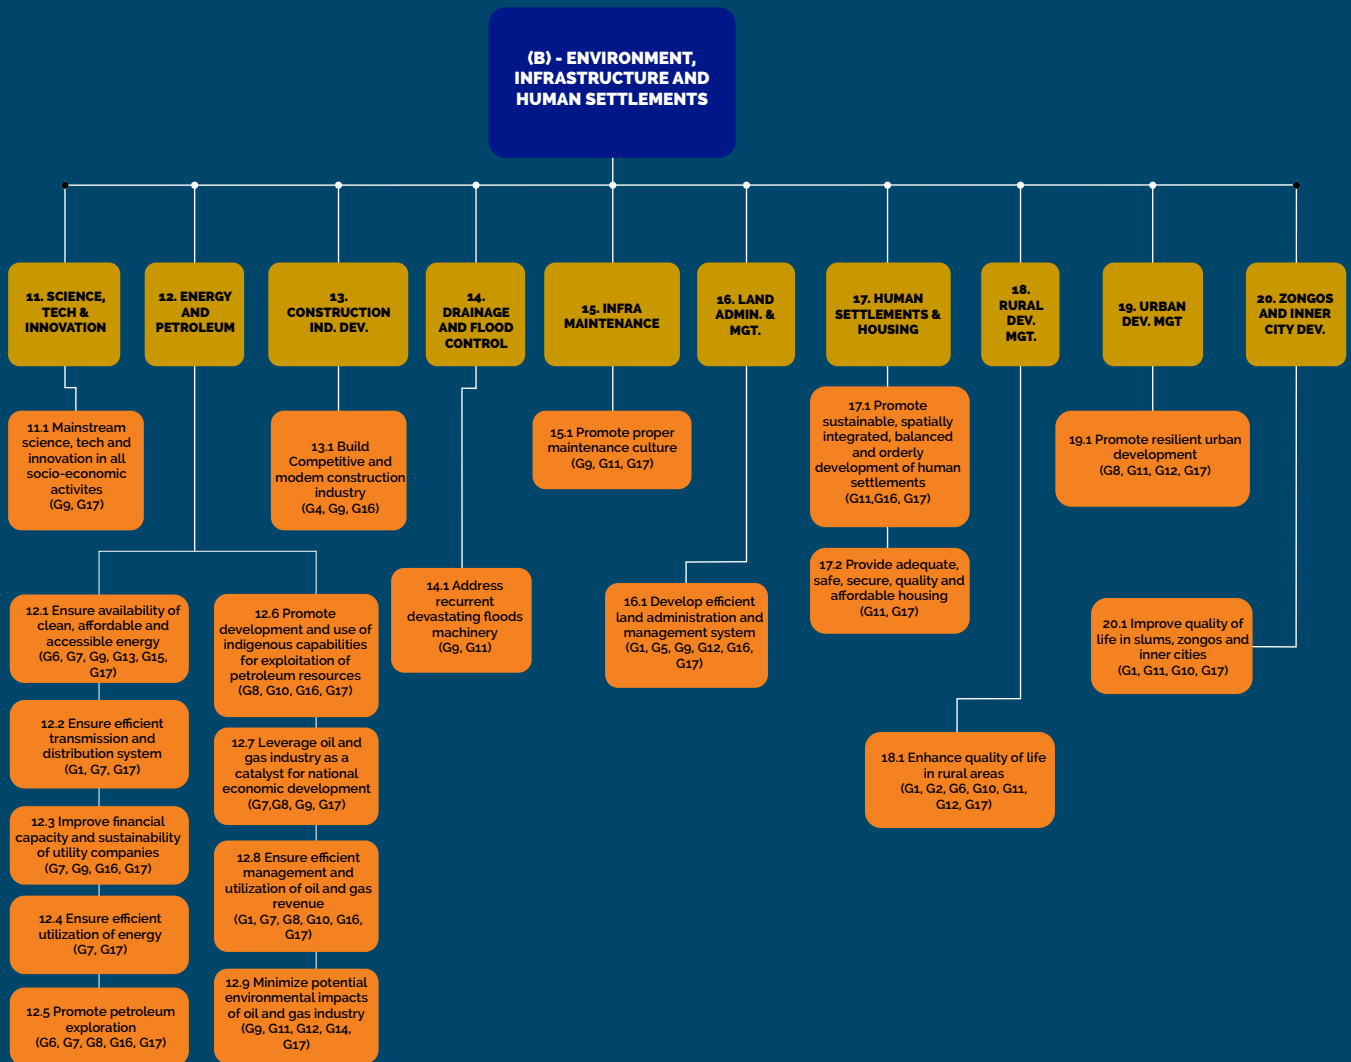 (B) - ENVIRONMENT,
INFRASTRUCTURE AND
HUMAN SETTLEMENTS
11. SCIENCE,
TECH &
INNOVATION
12. ENERGY
AND
PETROLEUM
13.
CONSTRUCTION
IND. DEV.
14.
DRAINAGE
AND FLOOD
CONTROL
15. INFRA
MAINTENANCE
16. LAND
ADMIN. &
MGT.
17. HUMAN
SETTLEMENTS &
HOUSING
18.
RURAL
DEV.
MGT.
19. URBAN
DEV. MGT
20. ZONGOS
AND INNER
CITY DEV.
11.1 Mainstream
science, tech and
innovation in all
socio-economic
activites
(G9, G17)
12.1 Ensure availability of
clean, affordable and
accessible energy
(G6, G7, G9, G13, G15,
G17)
12.2 Ensure efficient
transmission and
distribution system
(G1, G7, G17)
12.3 Improve financial
capacity and sustainability
of utility companies
(G7, G9, G16, G17)
12.4 Ensure efficient
utilization of energy
(G7, G17)
12.5 Promote petroleum
exploration
(G6, G7, G8, G16, G17)
12.6 Promote
development and use of
indigenous capabilities
for exploitation of
petroleum resources
(G8, G10, G16, G17)
12.7 Leverage oil and
gas industry as a
catalyst for national
economic development
(G7,G8, G9, G17)
12.8 Ensure efficient
management and
utilization of oil and gas
revenue
(G1, G7, G8, G10, G16,
G17)
12.9 Minimize potential
environmental impacts
of oil and gas industry
(G9, G11, G12, G14,
G17)
13.1 Build
Competitive and
modem construction
industry
(G4, G9, G16)
14.1 Address
recurrent
devastating floods
machinery
(G9, G11)
15.1 Promote proper
maintenance culture
(G9, G11, G17)
16.1 Develop efficient
land administration and
management system
(G1, G5, G9, G12, G16,
G17)
17.1 Promote
sustainable, spatially
integrated, balanced
and orderly
development of human
settlements
(G11,G16, G17)
17.2 Provide adequate,
safe, secure, quality and
affordable housing
(G11, G17)
18.1 Enhance quality of life
in rural areas
(G1, G2, G6, G10, G11,
G12, G17)
19.1 Promote resilient urban
development
(G8, G11, G12, G17)
20.1 Improve quality of
life in slums, zongos and
inner cities
(G1, G11, G10, G17)